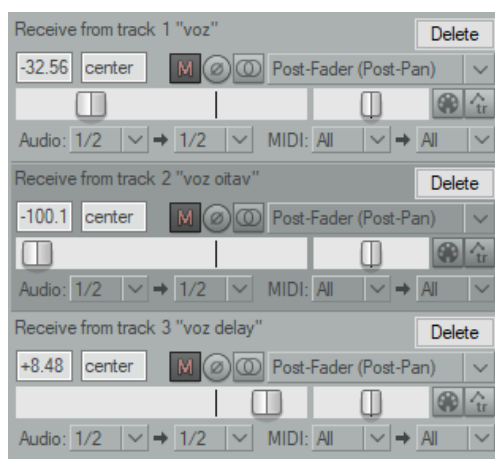 Receive from track 1 "voz" Delete
-32.56 center M Post-Fader (Post-Pan)
tr
Audio: 1/2 → 1/2 MIDI: All → All
Receive from track 2 "voz oitav" Delete
-100.1 center M Post-Fader (Post-Pan)
tr
Audio: 1/2 → 1/2 MIDI: All → All
Receive from track 3 "voz delay" Delete
+8.48 center M Post-Fader (Post-Pan)
tr
Audio: 1/2 → 1/2 MIDI: All → All